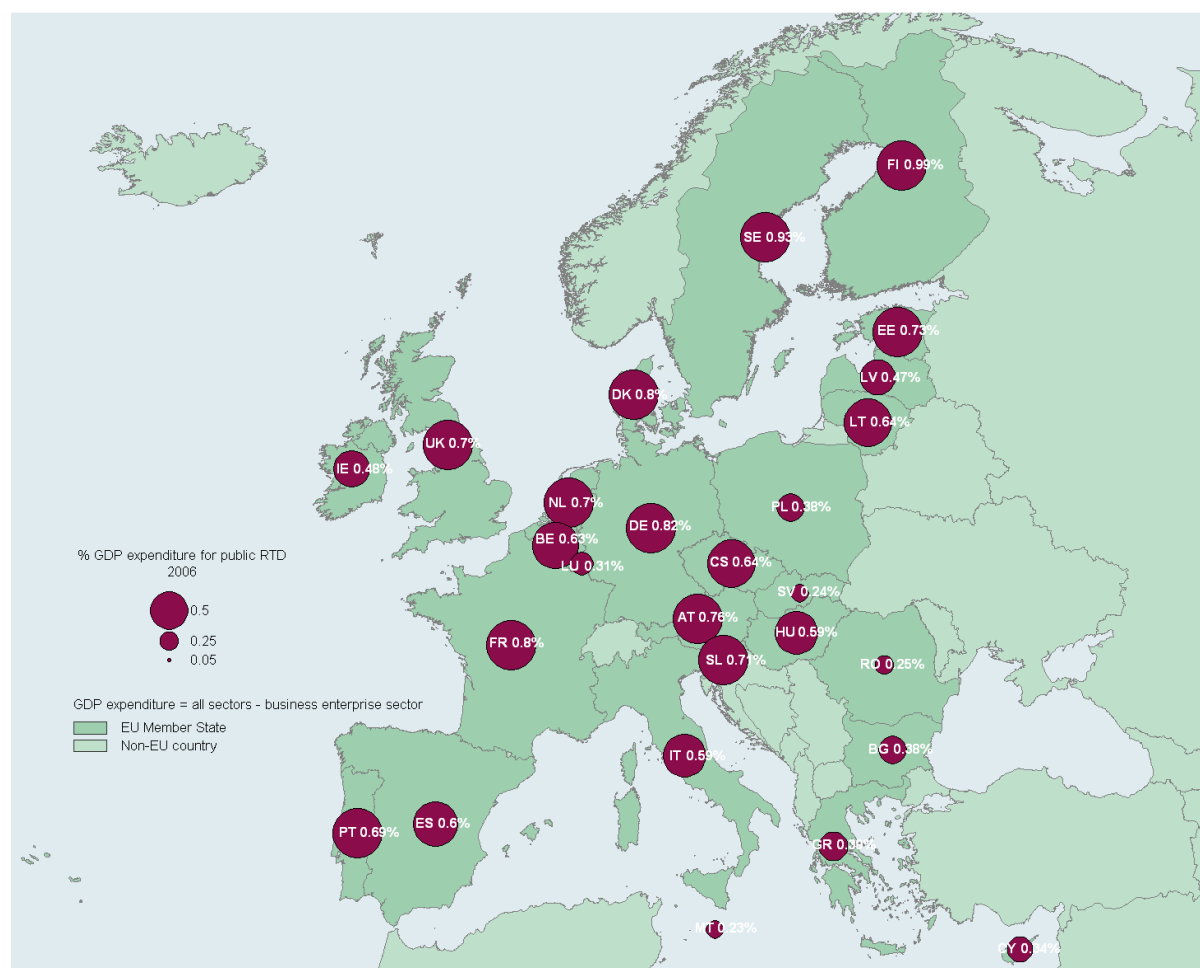 FI 0.99%
SE 0.93%
EE 0.73%
LV 0.47%
DK 0.8%
LT 0.64%
UK 0.7%
IE 0.48%
NL 0.7%
PL 0.38%
DE 0.82%
BE 0.63%
LU 0.31%
CS 0.64%
SV 0.24%
% GDP expenditure for public RTD
2006
0.5
0.25
0.05
AT 0.76%
HU 0.59%
FR 0.8%
SL 0.71%
RO 0.25%
GDP expenditure = all sectors - business enterprise sector
EU Member State
Non-EU country
BG 0.38%
IT 0.59%
ES 0.6%
PT 0.69%
GR
MT 0.23%
CY 0.34%